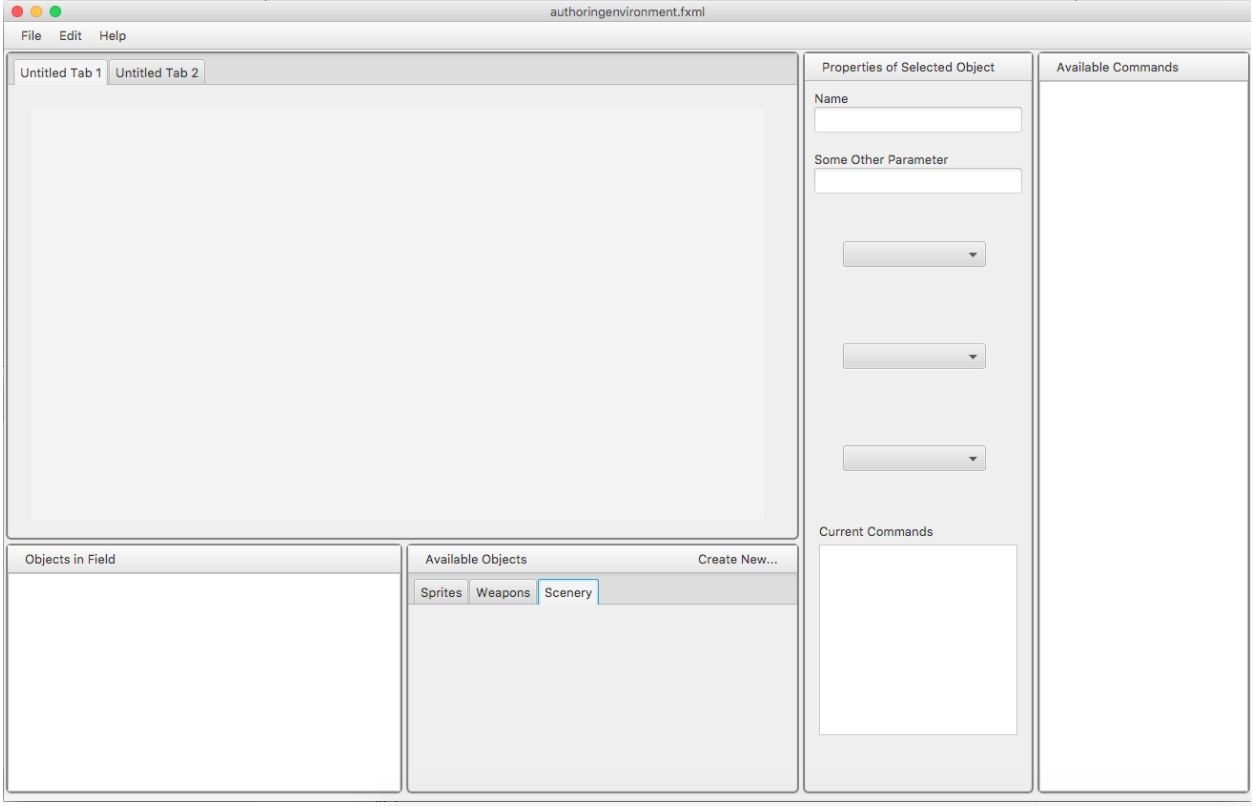 authoringenvironment.fxml
File Edit Help
Untitled Tab 1 Untitled Tab 2
Properties of Selected Object
Name
Some Other Parameter
Current Commands
Available Commands
Objects in Field
Available Objects Create New...
Sprites Weapons Scenery